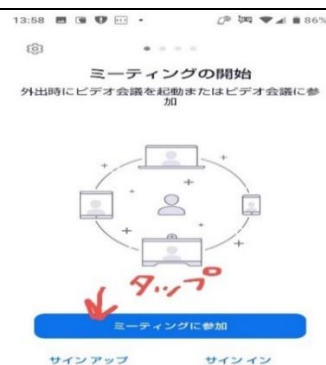 13:58 86%
ミーティングの開始
外出時にビデオ会議を起動またはビデオ会議に参
加
タップ
ミーティングに参加
サインアップ サインイン